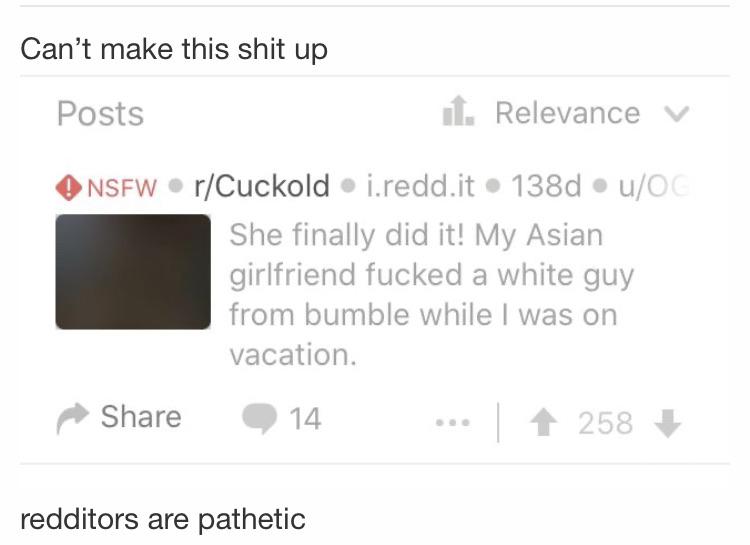 Can’t make this shit up
Posts
Relevance
NSFW • r/Cuckold • i.redd.it • 138d • u/OG
She finally did it! My Asian
girlfriend fucked a white guy
from bumble while I was on
vacation.
Share 14 ... 258
redditors are pathetic